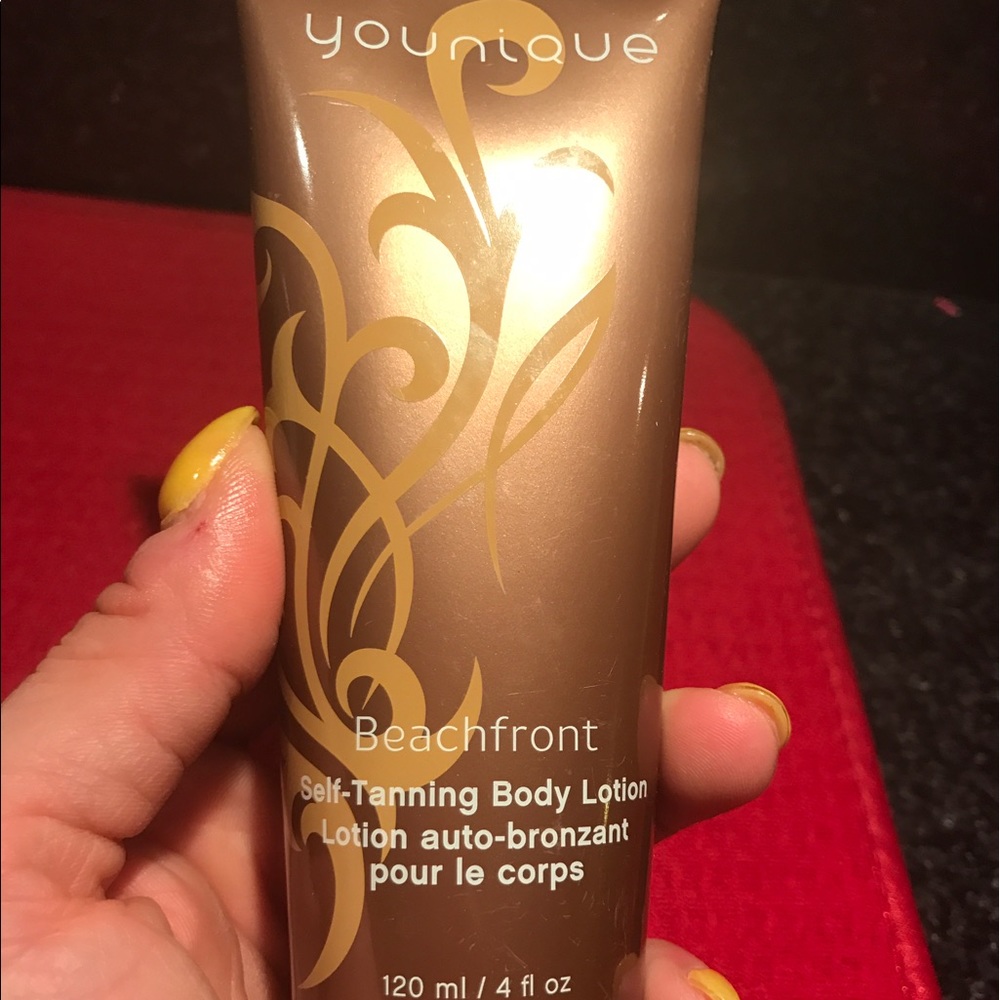 younique
Beachfront
Self-Tanning Body Lotion
Lotion auto-bronzant
pour le corps
120 ml / 4 fl oz